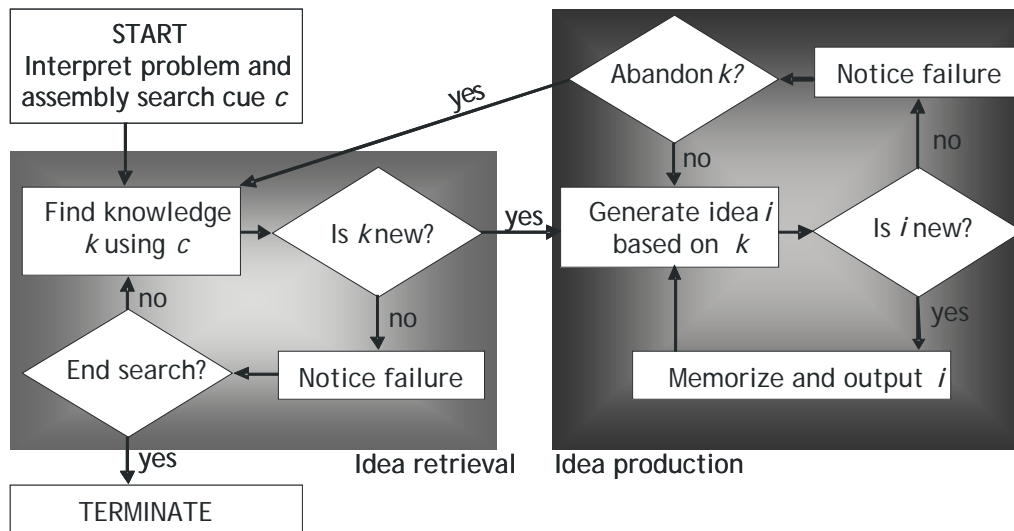 START
Interpret problem and
assembly search cue c
Abandon k?
Notice failure
yes
no
no
Find knowledge
k using c
Is k new?
yes
Generate idea i
based on k
Is i new?
no
no
yes
End search?
Notice failure
Memorize and output i
yes
Idea retrieval
Idea production
TERMINATE